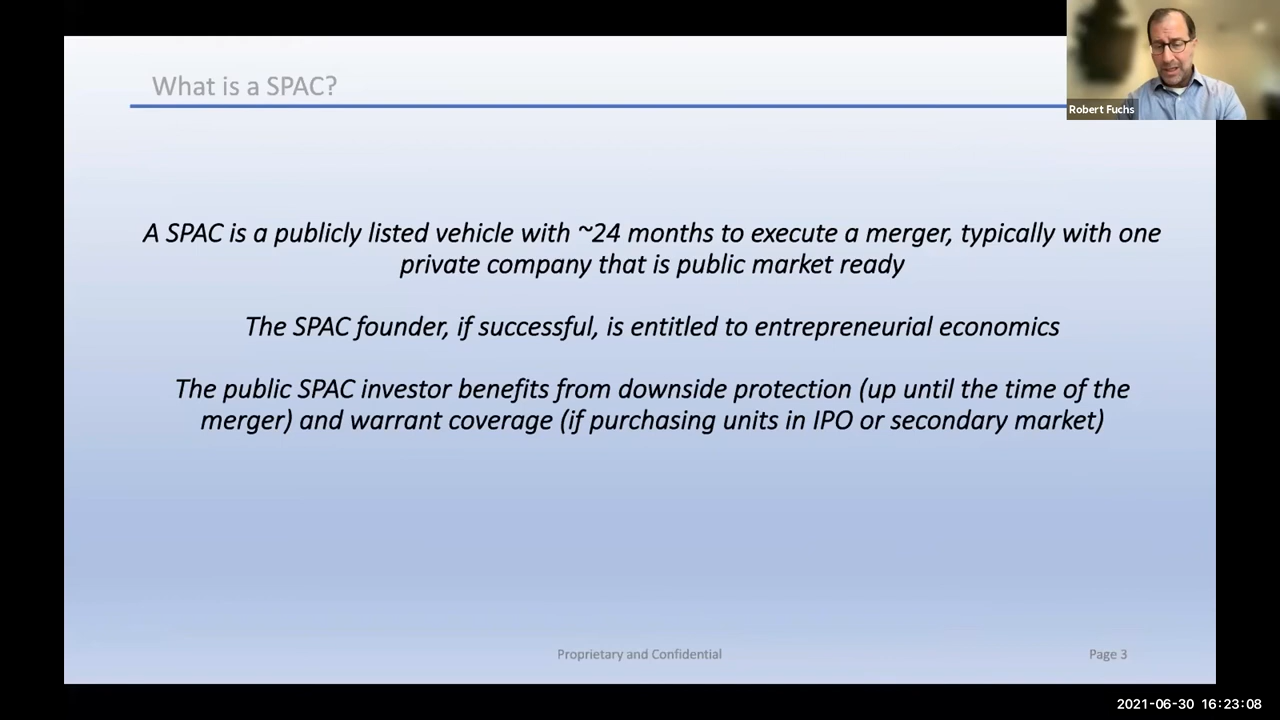 What is a SPAC?
Robert Fuchs
A SPAC is a publicly listed vehicle with ~24 months to execute a merger, typically with one
private company that is public market ready
The SPAC founder, if successful, is entitled to entrepreneurial economics
The public SPAC investor benefits from downside protection (up until the time of the
merger) and warrant coverage (if purchasing units in IPO or secondary market)
Proprietary and Confidential
Page 3
2021-06-30 16:23:08